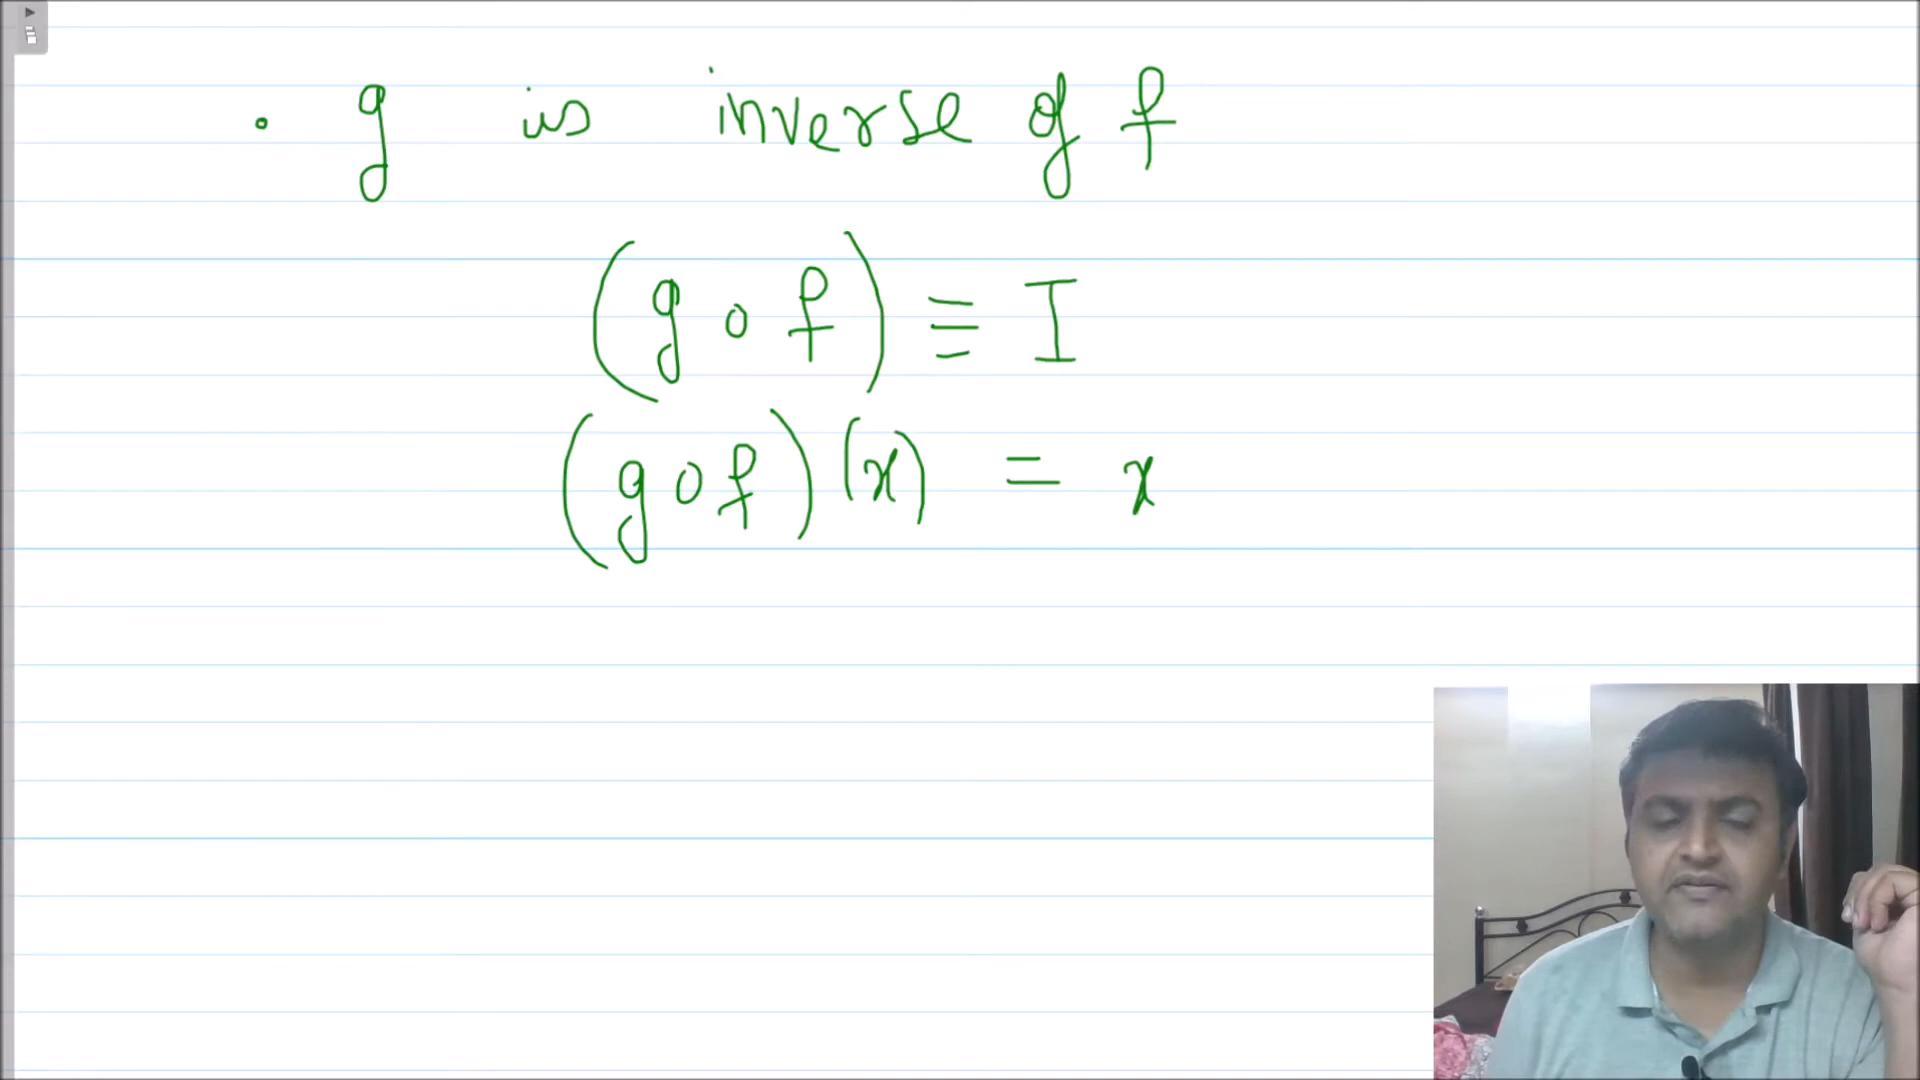 . g is inverse of f
(g o f) ≡ I
(g o f)(x) = x